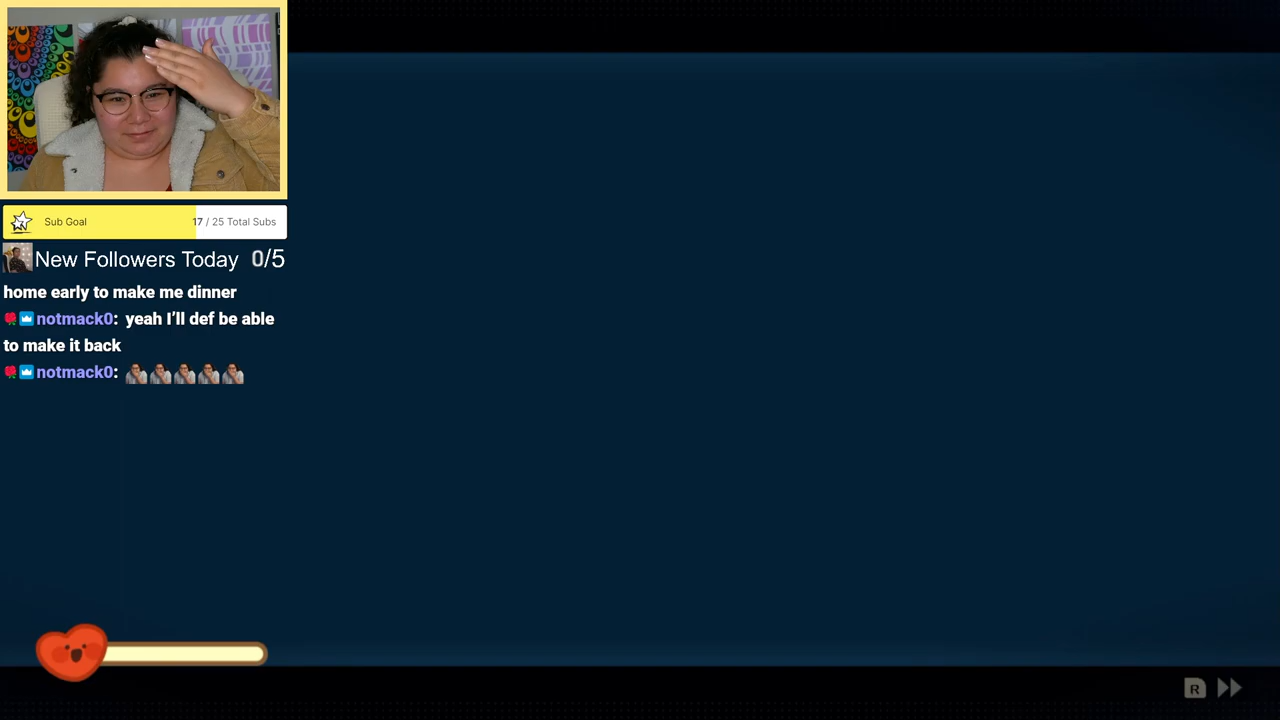 Sub Goal 17 / 25 Total Subs
New Followers Today 0/5
home early to make me dinner
notmack0: yeah I’ll def be able
to make it back
notmack0:
R